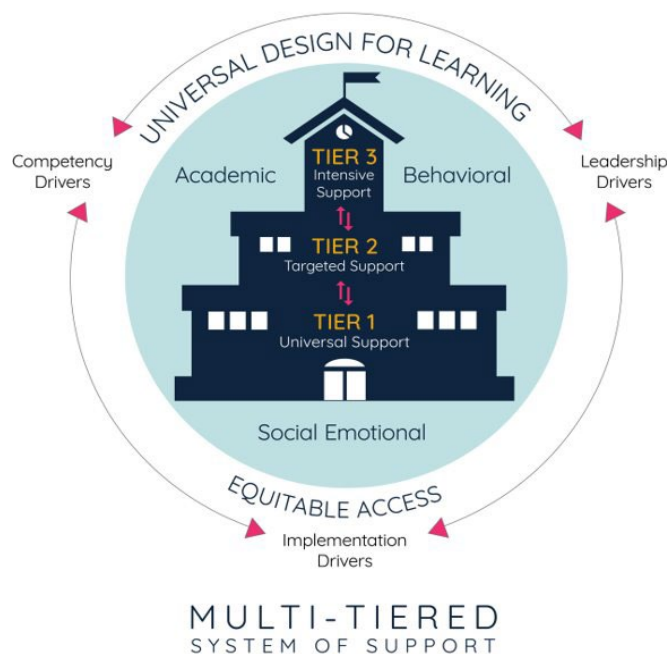 UNIVERSAL DESIGN FOR LEARNING
Competency
Drivers
Leadership
Drivers
Academic
Behavioral
TIER 3
Intensive
Support
TIER 2
Targeted Support
TIER 1
Universal Support
Social Emotional
EQUITABLE ACCESS
Implementation
Drivers
MULTI-TIERED
SYSTEM OF SUPPORT